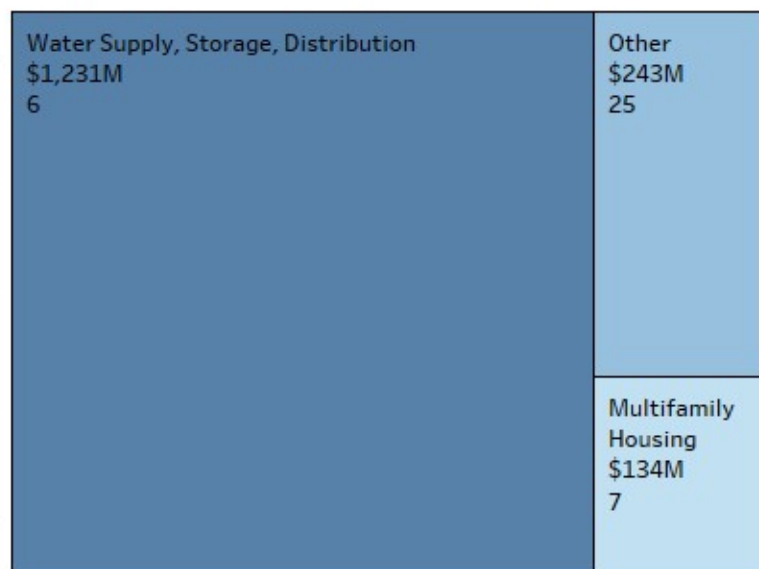 Water Supply, Storage, Distribution
$1,231M
6
Other
$243M
25
Multifamily
Housing
$134M
7